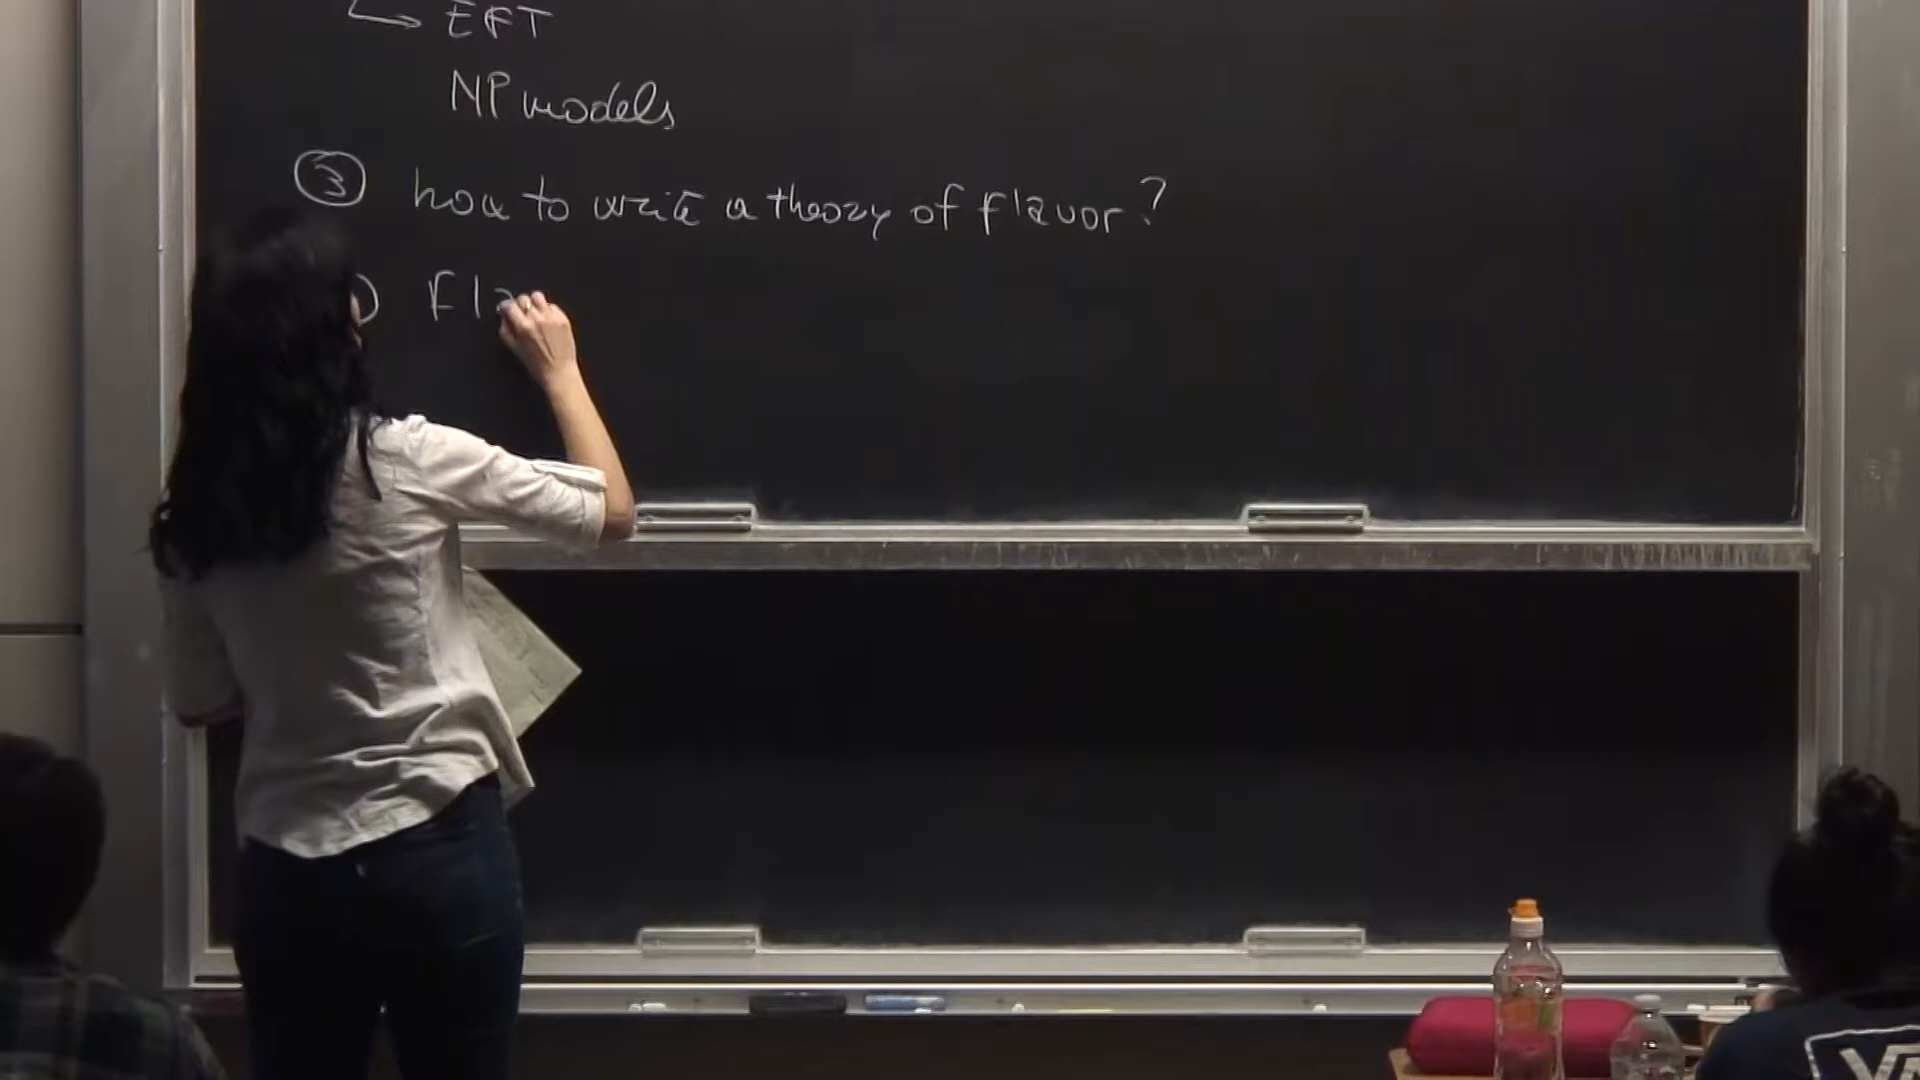 → EFT
NP models
③ how to write a theory of flavor?
Fla